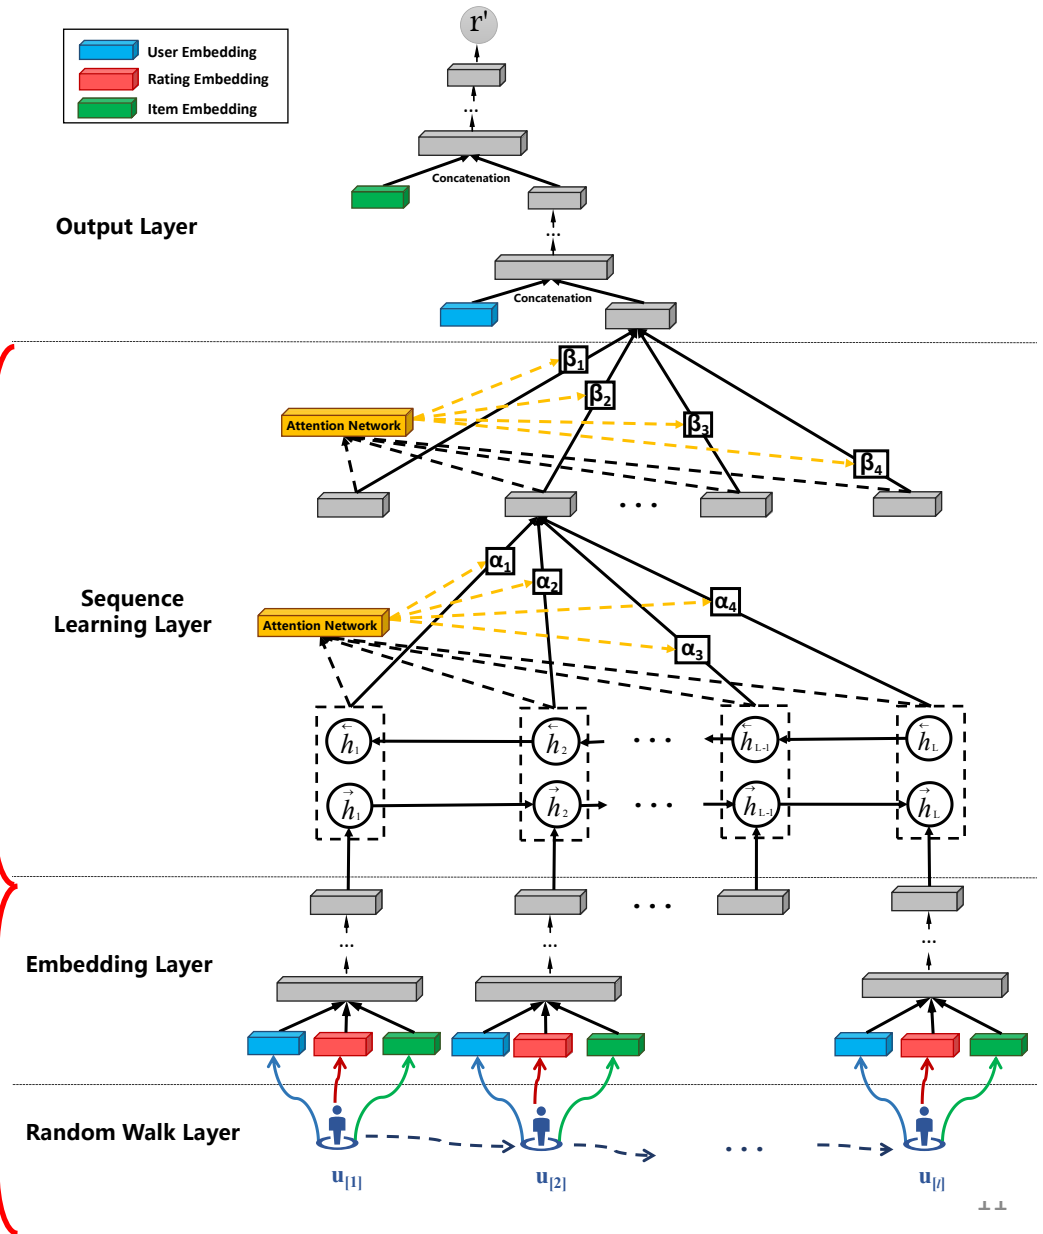 r'
User Embedding
Rating Embedding
Item Embedding
...
Concatenation
Output Layer
...
Concatenation
β1
β2
Attention Network
β3
β4
...
α1
α2
Sequence
Learning Layer
α4
Attention Network
α3
←h1 ←h2 ... ←hL-1 ←hL
→h1 →h2 ... →hL-1 →hL
...
... ... ...
Embedding Layer
Random Walk Layer
...
u[1] u[2] u[l]